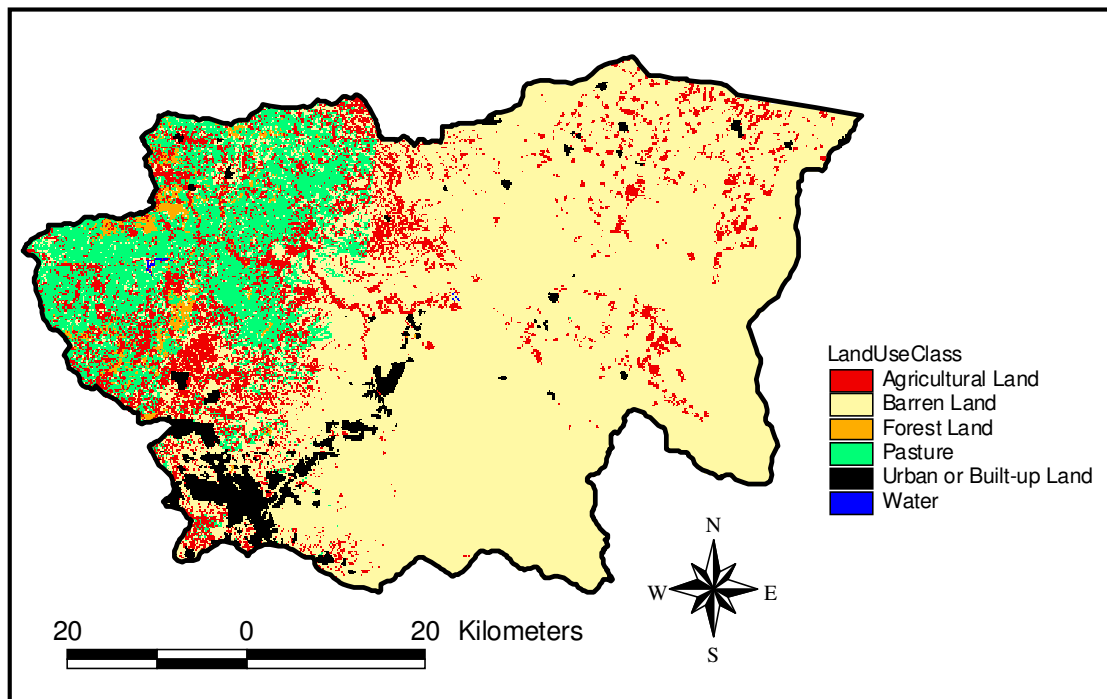 LandUseClass
Agricultural Land
Barren Land
Forest Land
Pasture
Urban or Built-up Land
Water
N
W E
S
20 0 20 Kilometers